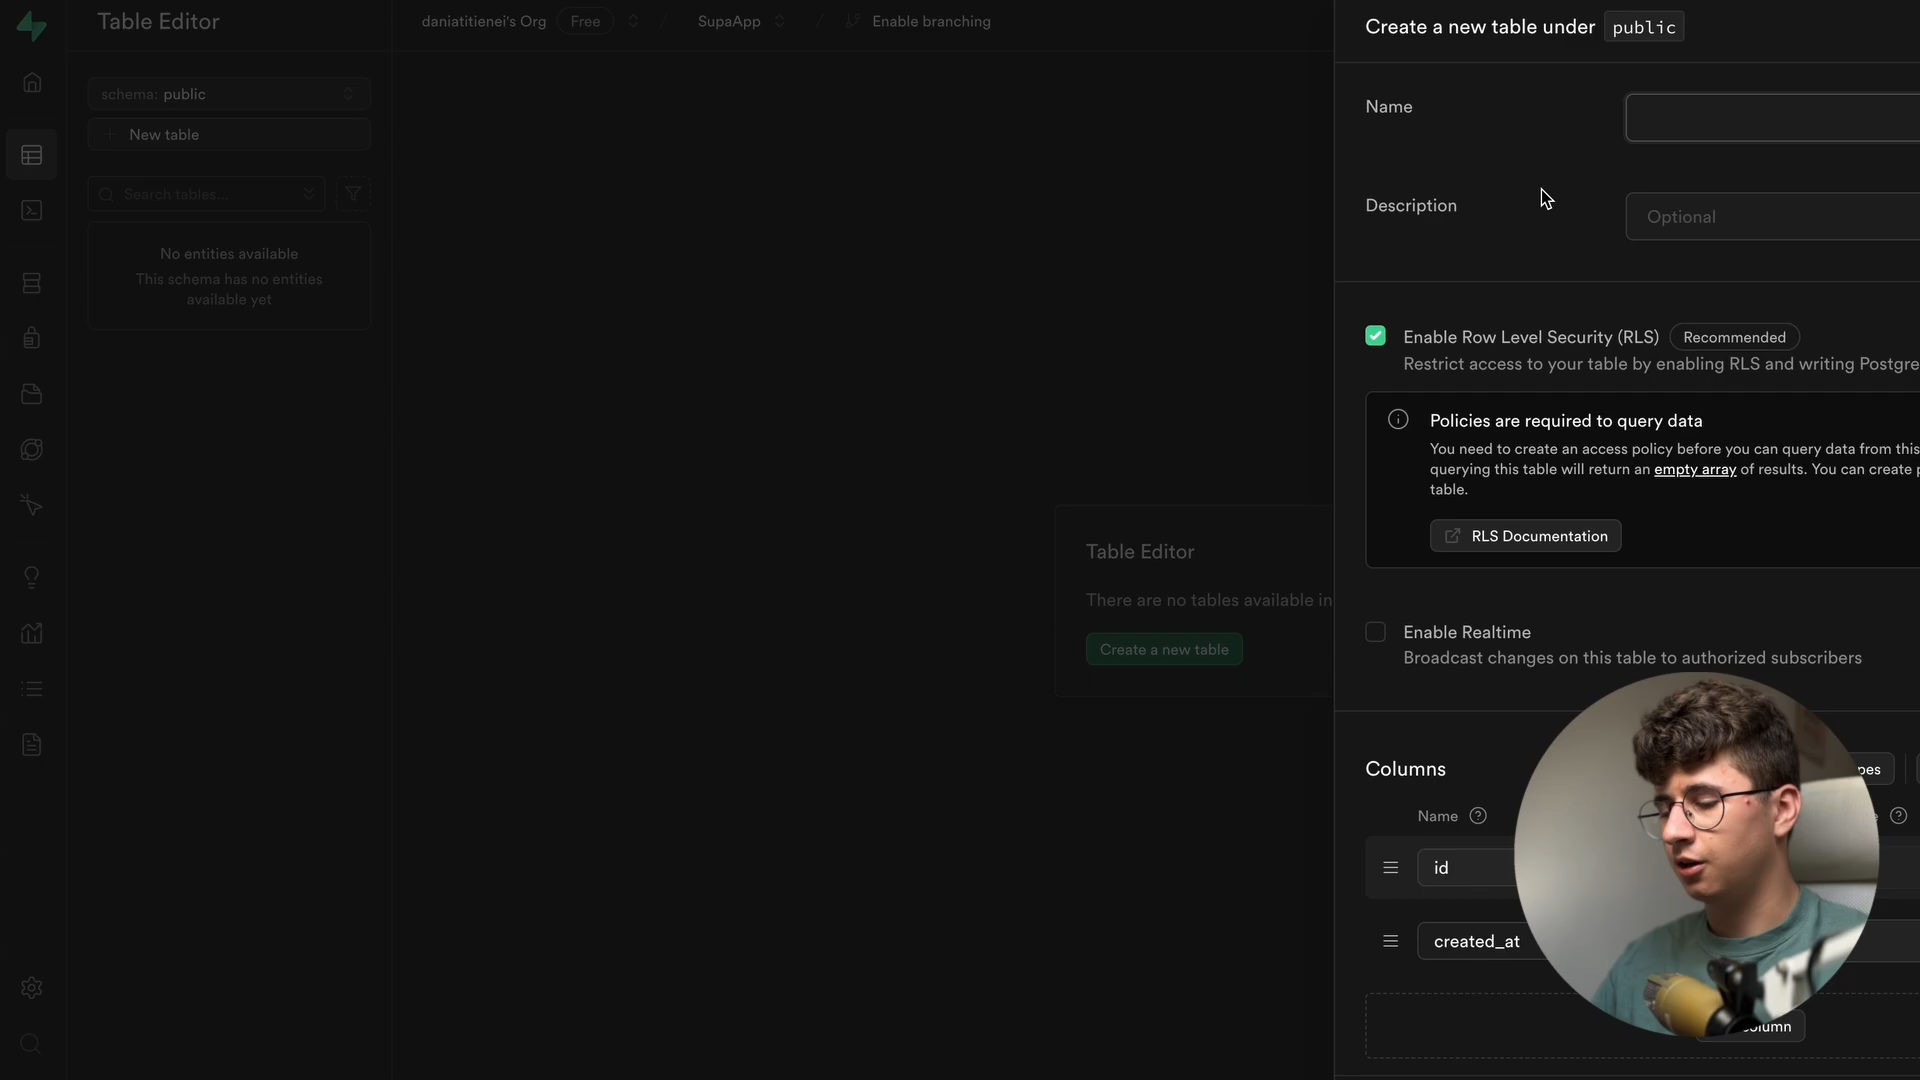 Table Editor
daniatitienei's Org
Free
/
SupaApp
/
Enable branching
schema: public
New table
Search tables...
No entities available
This schema has no entities
available yet
Table Editor
There are no tables available in
Create a new table
Create a new table under public
Name
Description
Optional
Enable Row Level Security (RLS)
Recommended
Restrict access to your table by enabling RLS and writing Postgre
Policies are required to query data
You need to create an access policy before you can query data from this
querying this table will return an empty array of results. You can create p
table.
RLS Documentation
Enable Realtime
Broadcast changes on this table to authorized subscribers
Columns
Name
id
created_at